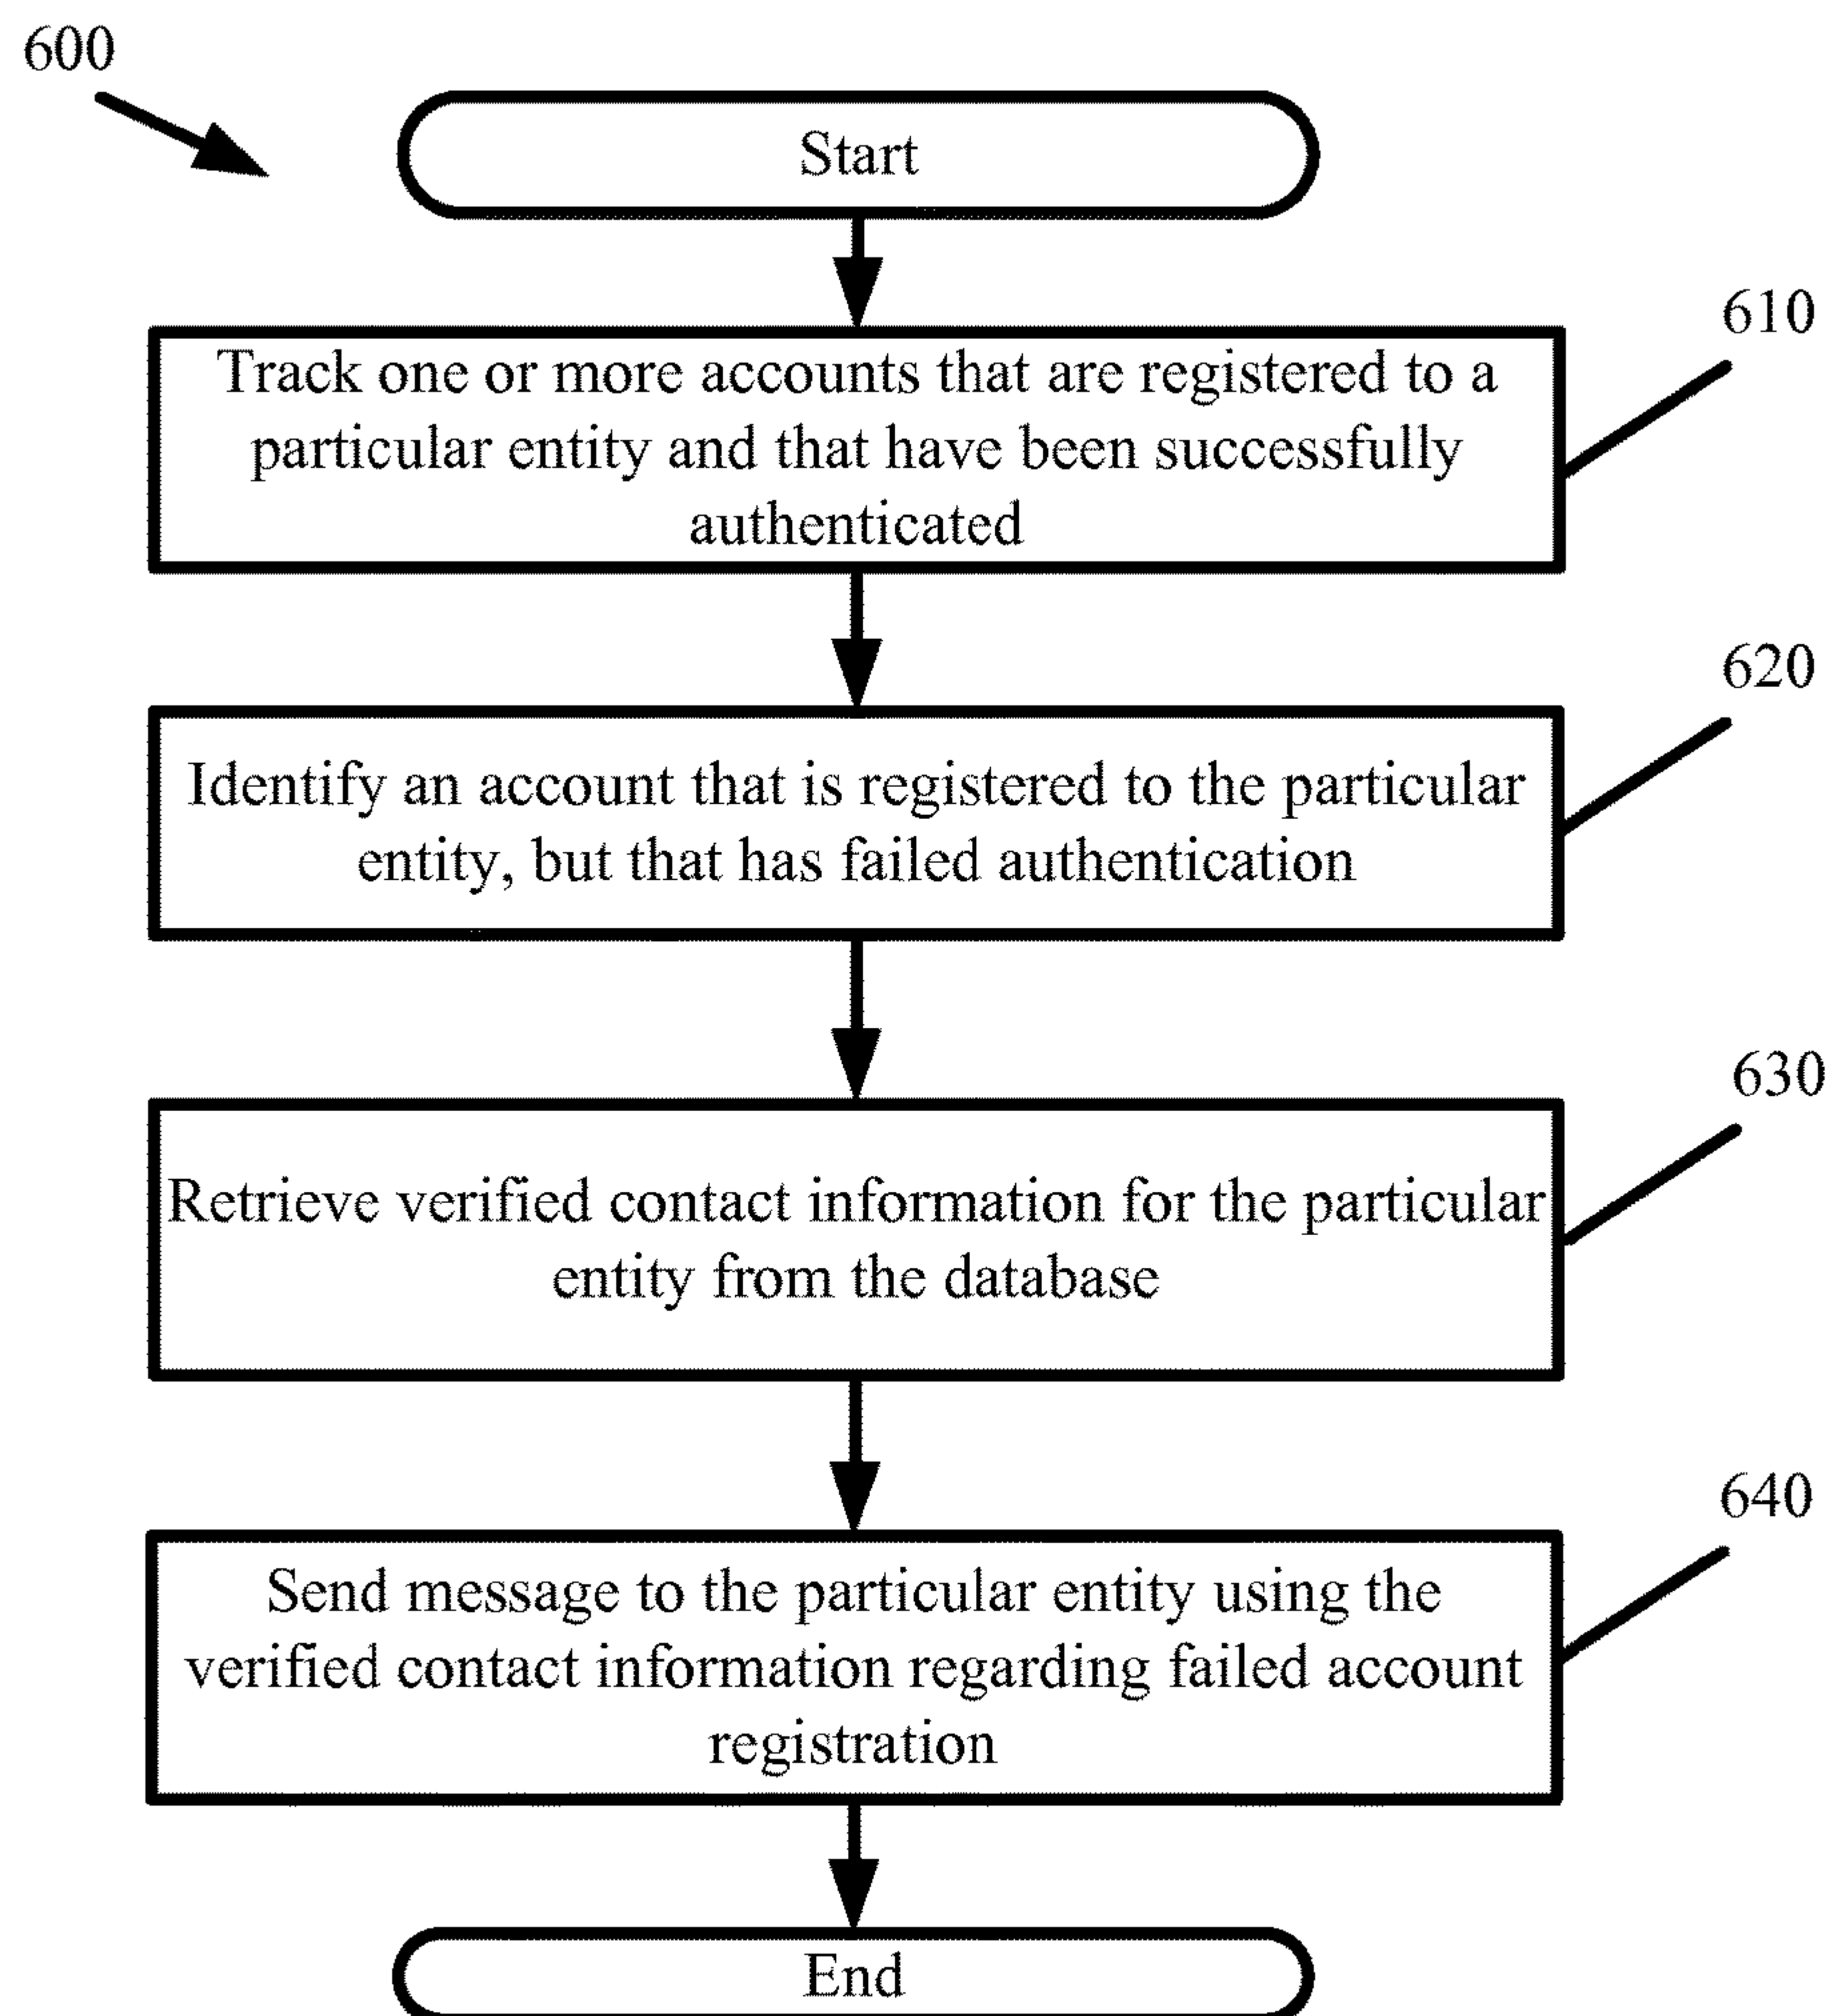 600
Start
610
Track one or more accounts that are registered to a
particular entity and that have been successfully
authenticated
620
Identify an account that is registered to the particular
entity, but that has failed authentication
630
Retrieve verified contact information for the particular
entity from the database
640
Send message to the particular entity using the
verified contact information regarding failed account
registration
End